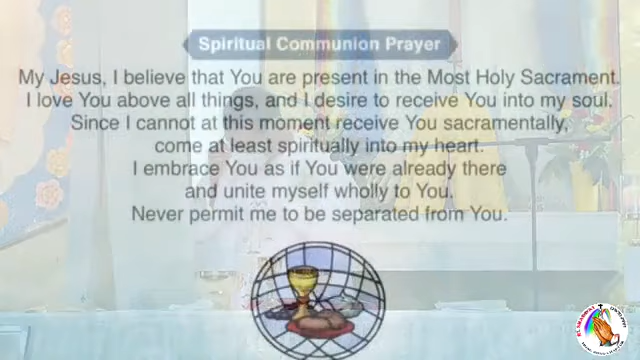 Spiritual Communion Prayer
My Jesus, I believe that You are present in the Most Holy Sacrament.
I love You above all things, and I desire to receive You into my soul.
Since I cannot at this moment receive You sacramentally,
come at least spiritually into my heart.
I embrace You as if You were already there
and unite myself wholly to You.
Never permit me to be separated from You.